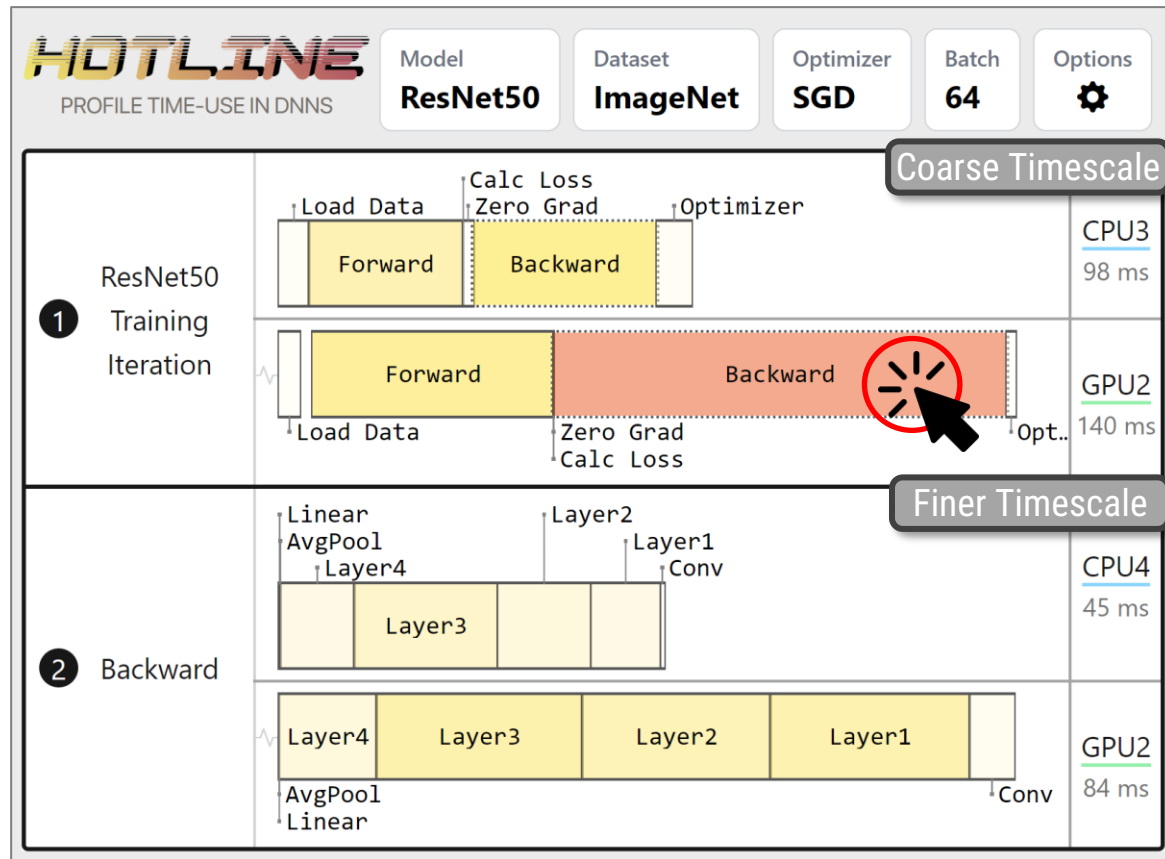 HOTLINE
PROFILE TIME-USE IN DNNS
Model
ResNet50
Dataset
ImageNet
Optimizer
SGD
Batch
64
Options
Coarse Timescale
1
ResNet50
Training
Iteration
Calc Loss
Load Data
Zero Grad
Optimizer
Forward
Backward
CPU3
98 ms
Forward
Backward
Load Data
Zero Grad
Calc Loss
Opt..
GPU2
140 ms
Finer Timescale
2
Backward
Linear
AvgPool
Layer4
Layer2
Layer1
Conv
Layer3
CPU4
45 ms
Layer4
Layer3
Layer2
Layer1
AvgPool
Linear
Conv
GPU2
84 ms